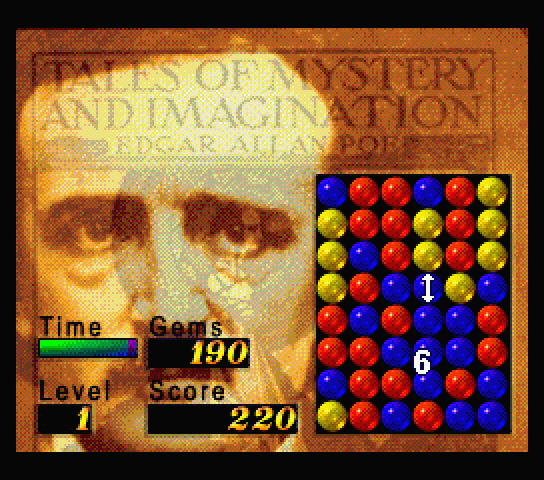 TALES OF MYSTERY
AND IMAGINATION
EDGAR ALLAN POE
Time
Gems
190
Level
1
Score
220
6